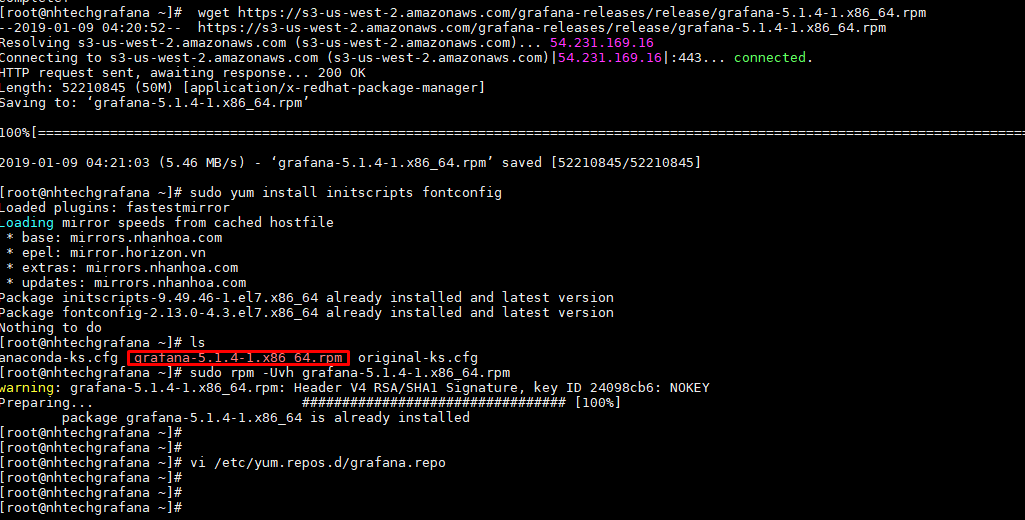 complete!
[root@nhtechgrafana ~]#  wget https://s3-us-west-2.amazonaws.com/grafana-releases/release/grafana-5.1.4-1.x86_64.rpm
--2019-01-09 04:20:52--  https://s3-us-west-2.amazonaws.com/grafana-releases/release/grafana-5.1.4-1.x86_64.rpm
Resolving s3-us-west-2.amazonaws.com (s3-us-west-2.amazonaws.com)... 54.231.169.16
Connecting to s3-us-west-2.amazonaws.com (s3-us-west-2.amazonaws.com)|54.231.169.16|:443... connected.
HTTP request sent, awaiting response... 200 OK
Length: 52210845 (50M) [application/x-redhat-package-manager]
Saving to: ‘grafana-5.1.4-1.x86_64.rpm’
100%[============================================================================================================================
2019-01-09 04:21:03 (5.46 MB/s) - ‘grafana-5.1.4-1.x86_64.rpm’ saved [52210845/52210845]
[root@nhtechgrafana ~]# sudo yum install initscripts fontconfig
Loaded plugins: fastestmirror
Loading mirror speeds from cached hostfile
 * base: mirrors.nhanhoa.com
 * epel: mirror.horizon.vn
 * extras: mirrors.nhanhoa.com
 * updates: mirrors.nhanhoa.com
Package initscripts-9.49.46-1.el7.x86_64 already installed and latest version
Package fontconfig-2.13.0-4.3.el7.x86_64 already installed and latest version
Nothing to do
[root@nhtechgrafana ~]# ls
anaconda-ks.cfg  grafana-5.1.4-1.x86_64.rpm  original-ks.cfg
[root@nhtechgrafana ~]# sudo rpm -Uvh grafana-5.1.4-1.x86_64.rpm
warning: grafana-5.1.4-1.x86_64.rpm: Header V4 RSA/SHA1 Signature, key ID 24098cb6: NOKEY
Preparing...                          ################################# [100%]
        package grafana-5.1.4-1.x86_64 is already installed
[root@nhtechgrafana ~]#
[root@nhtechgrafana ~]#
[root@nhtechgrafana ~]# vi /etc/yum.repos.d/grafana.repo
[root@nhtechgrafana ~]#
[root@nhtechgrafana ~]#
[root@nhtechgrafana ~]#